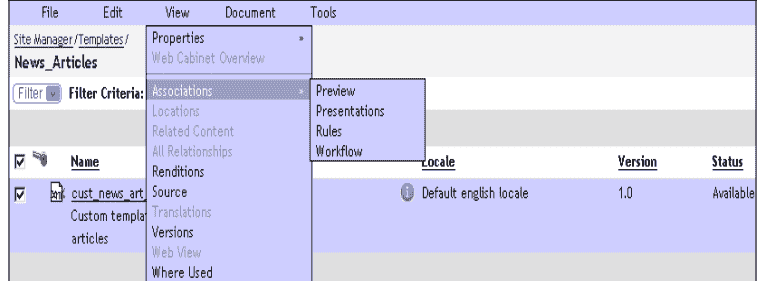 File Edit View Document Tools
Site Manager/Templates/
News_Articles
Filter Filter Criteria:
Properties
Web Cabinet Overview
Associations
Locations
Related Content
All Relationships
Renditions
Source
Translations
Versions
Web View
Where Used
Preview
Presentations
Rules
Workflow
Name Locale Version Status
cust_news_art_ Default english locale 1.0 Available
Custom templa
articles